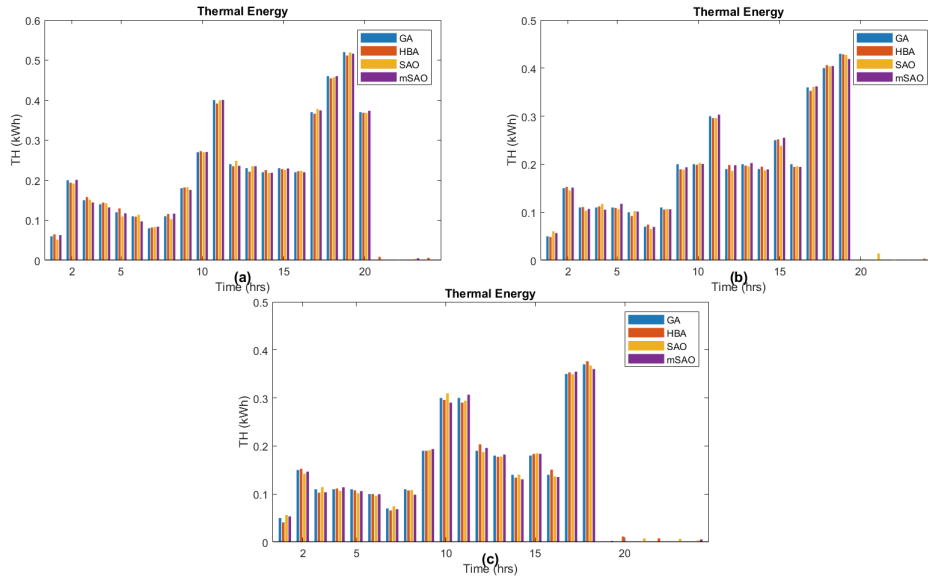 Thermal Energy
0.6
0.5
0.4
0.3
0.2
0.1
0
TH (kWh)
2
5
10
15
20
(a)
Time (hrs)
GA
HBA
SAO
mSAO
Thermal Energy
0.5
0.4
0.3
0.2
0.1
0
TH (kWh)
2
5
10
15
20
(b)
Time (hrs)
GA
HBA
SAO
mSAO
Thermal Energy
0.5
0.4
0.3
0.2
0.1
0
TH (kWh)
2
5
10
15
20
(c)
Time (hrs)
GA
HBA
SAO
mSAO